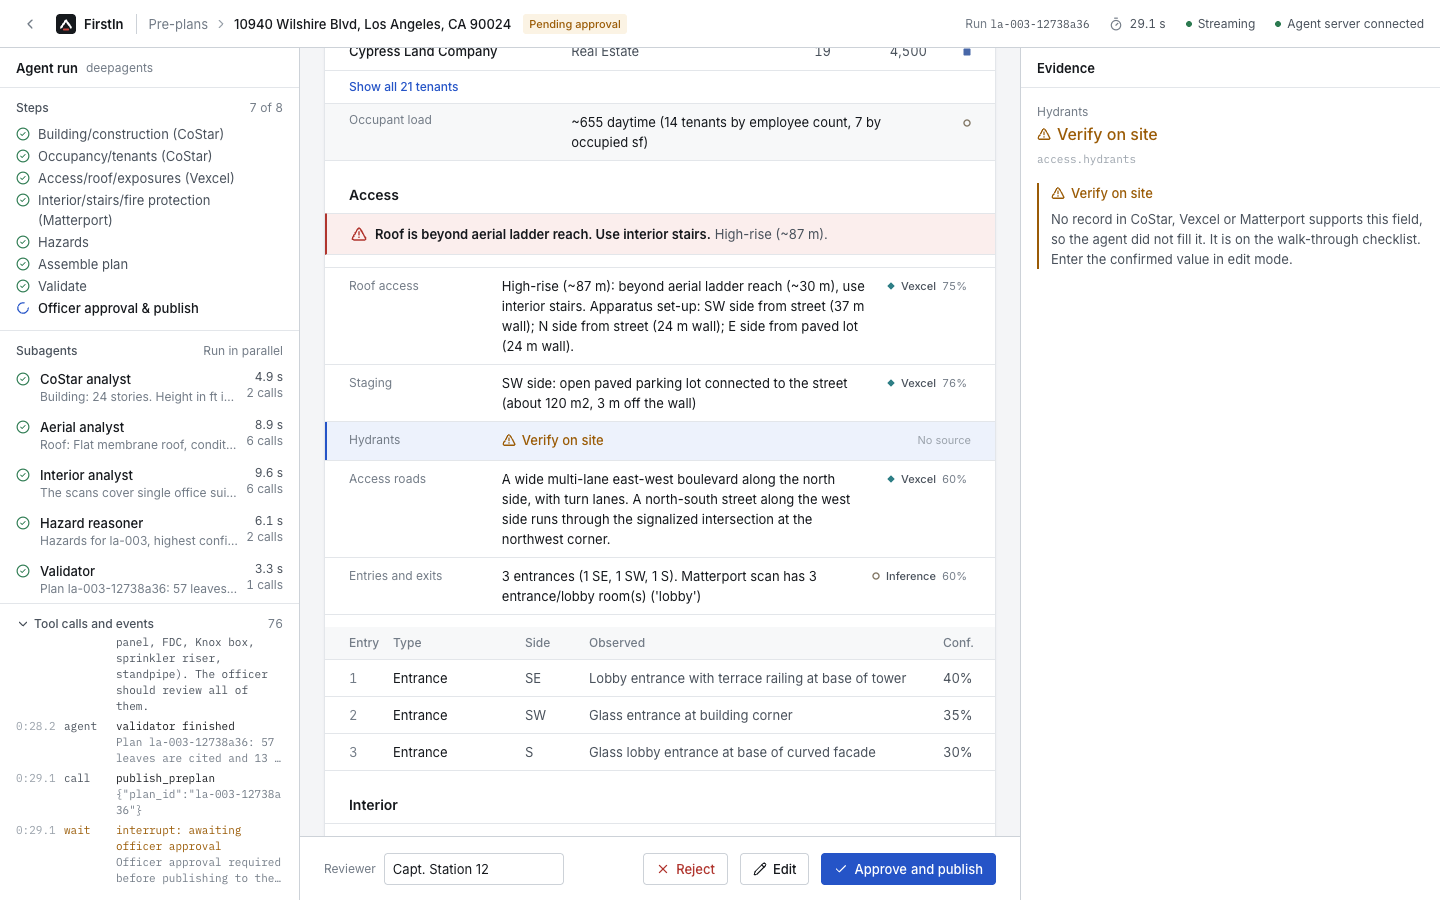 FirstIn
Pre-plans
10940 Wilshire Blvd, Los Angeles, CA 90024
Pending approval
Run la-003-12738a36
29.1 s
Streaming
Agent server connected
Agent run deepagents
Steps 7 of 8
Building/construction (CoStar)
Occupancy/tenants (CoStar)
Access/roof/exposures (Vexcel)
Interior/stairs/fire protection
(Matterport)
Hazards
Assemble plan
Validate
Officer approval & publish
Subagents Run in parallel
CoStar analyst 4.9 s
Building: 24 stories. Height in ft i... 2 calls
Aerial analyst 8.9 s
Roof: Flat membrane roof, condit... 6 calls
Interior analyst 9.6 s
The scans cover single office sui... 6 calls
Hazard reasoner 6.1 s
Hazards for la-003, highest confi... 2 calls
Validator 3.3 s
Plan la-003-12738a36: 57 leaves... 1 calls
Tool calls and events 76
panel, FDC, Knox box,
sprinkler riser,
standpipe). The officer
should review all of
them.
0:28.2 agent validator finished
Plan la-003-12738a36: 57
leaves are cited and 13 …
0:29.1 call publish_preplan
{"plan_id":"la-003-12738a
36"}
0:29.1 wait interrupt: awaiting
officer approval
Officer approval required
before publishing to the…
Cypress Land Company Real Estate 19 4,500
Show all 21 tenants
Occupant load ~655 daytime (14 tenants by employee count, 7 by
occupied sf)
Access
Roof is beyond aerial ladder reach. Use interior stairs. High-rise (~87 m).
Roof access High-rise (~87 m): beyond aerial ladder reach (~30 m), use Vexcel 75%
interior stairs. Apparatus set-up: SW side from street (37 m
wall); N side from street (24 m wall); E side from paved lot
(24 m wall).
Staging SW side: open paved parking lot connected to the street Vexcel 76%
(about 120 m2, 3 m off the wall)
Hydrants Verify on site No source
Access roads A wide multi-lane east-west boulevard along the north Vexcel 60%
side, with turn lanes. A north-south street along the west
side runs through the signalized intersection at the
northwest corner.
Entries and exits 3 entrances (1 SE, 1 SW, 1 S). Matterport scan has 3 Inference 60%
entrance/lobby room(s) ('lobby')
Entry Type Side Observed Conf.
1 Entrance SE Lobby entrance with terrace railing at base of tower 40%
2 Entrance SW Glass entrance at building corner 35%
3 Entrance S Glass lobby entrance at base of curved facade 30%
Interior
Reviewer Capt. Station 12 Reject Edit Approve and publish
Evidence
Hydrants
Verify on site
access.hydrants
Verify on site
No record in CoStar, Vexcel or Matterport supports this field,
so the agent did not fill it. It is on the walk-through checklist.
Enter the confirmed value in edit mode.